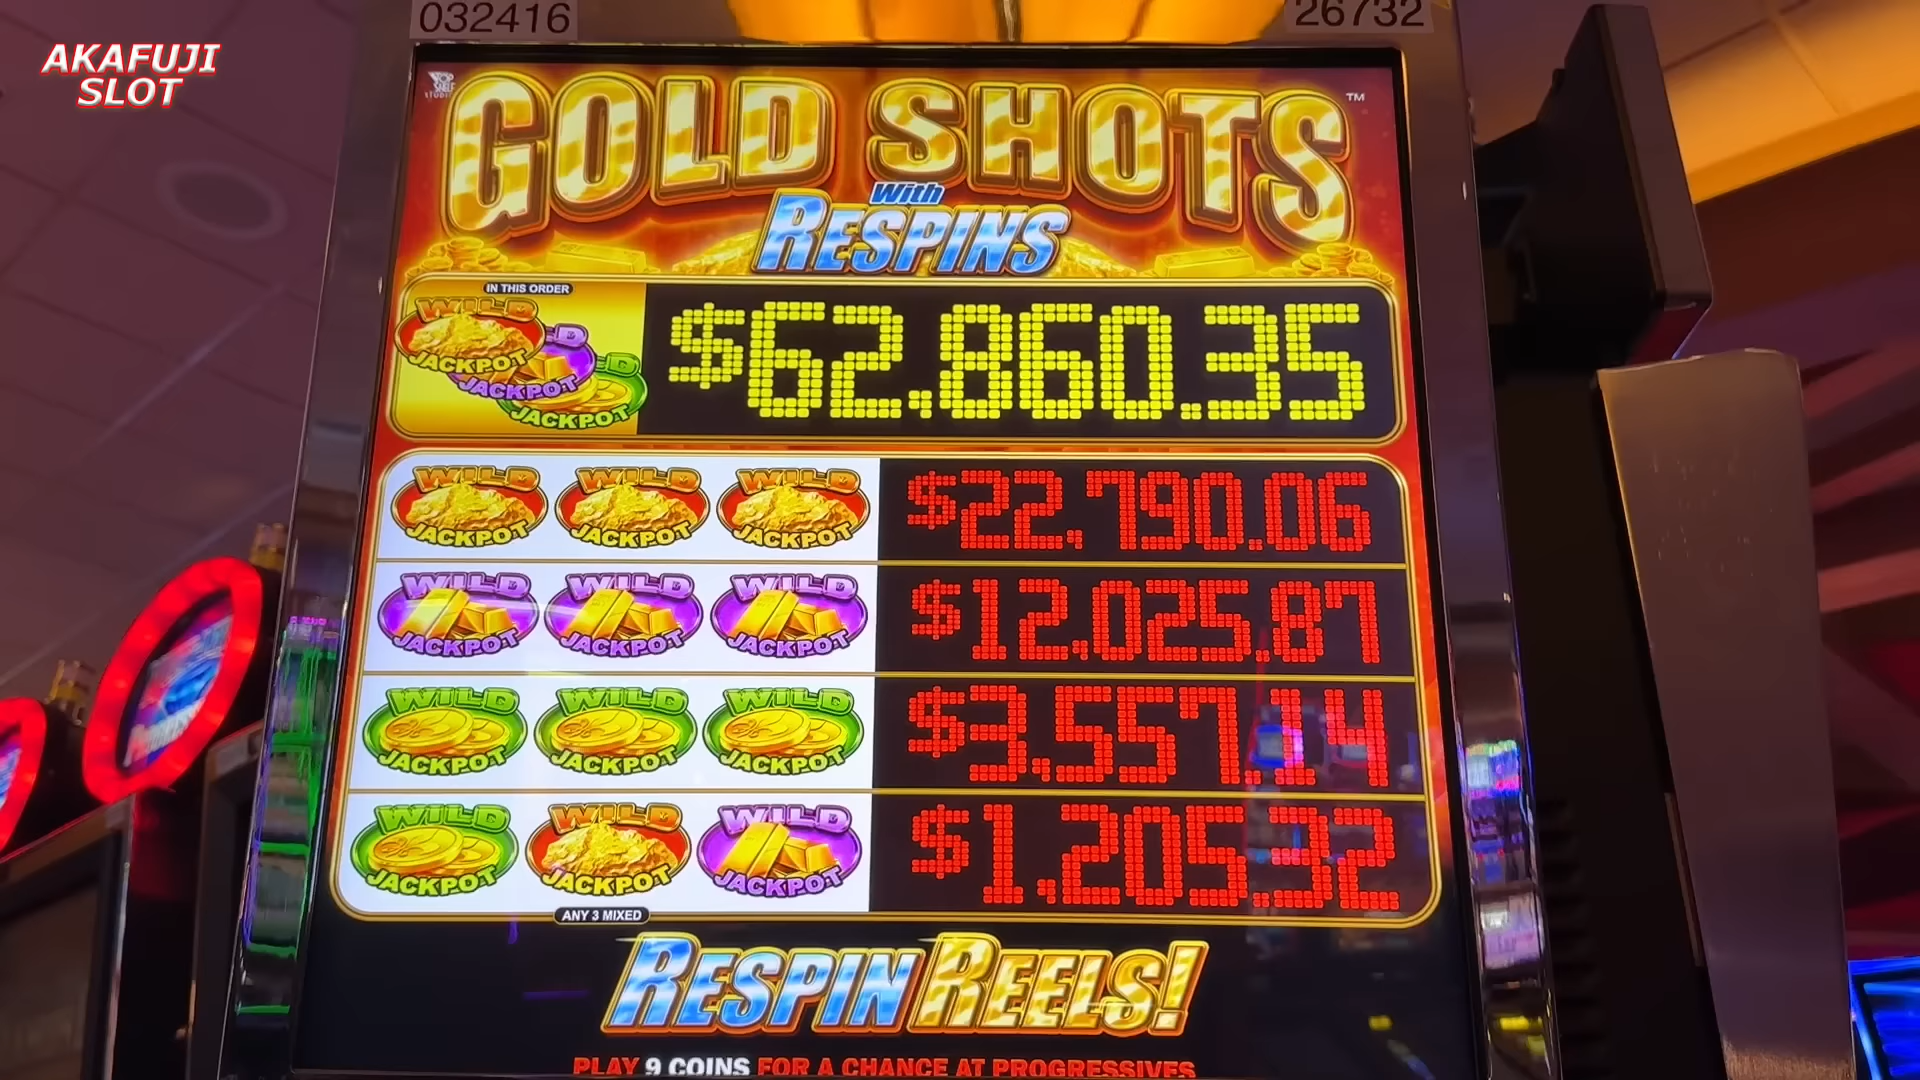 032416
26732
AKAFUJI
SLOT
GOLD SHOTS™
With
RESPINS
IN THIS ORDER
WILD JACKPOT
JACKPOT
JACKPOT
$62,860.35
WILD JACKPOT WILD JACKPOT WILD JACKPOT $22,790.06
WILD JACKPOT WILD JACKPOT WILD JACKPOT $12,025.87
WILD JACKPOT WILD JACKPOT WILD JACKPOT $3,557.14
WILD JACKPOT WILD JACKPOT WILD JACKPOT $1,205.32
ANY 3 MIXED
RESPIN REELS!
PLAY 9 COINS FOR A CHANCE AT PROGRESSIVES